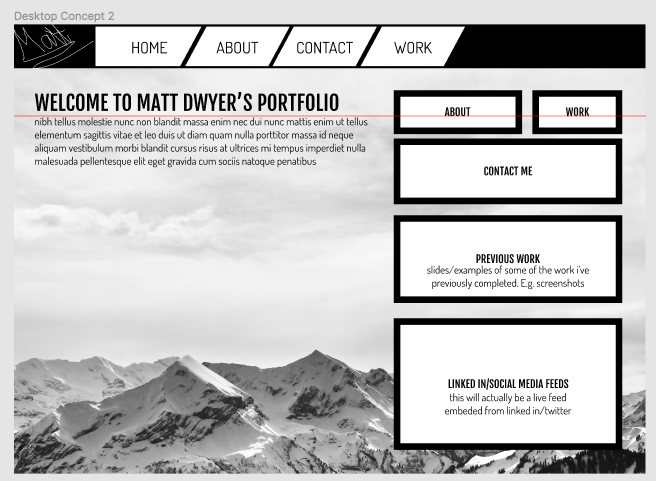 Desktop Concept 2
Matt
HOME ABOUT CONTACT WORK
WELCOME TO MATT DWYER'S PORTFOLIO
nibh tellus molestie nunc non blandit massa enim nec dui nunc mattis enim ut tellus
elementum sagittis vitae et leo duis ut diam quam nulla porttitor massa id neque
aliquam vestibulum morbi blandit cursus risus at ultrices mi tempus imperdiet nulla
malesuada pellentesque elit eget gravida cum sociis natoque penatibus
ABOUT
WORK
CONTACT ME
PREVIOUS WORK
slides/examples of some of the work i've
previously completed. E.g. screenshots
LINKED IN/SOCIAL MEDIA FEEDS
this will actually be a live feed
embeded from linked in/twitter